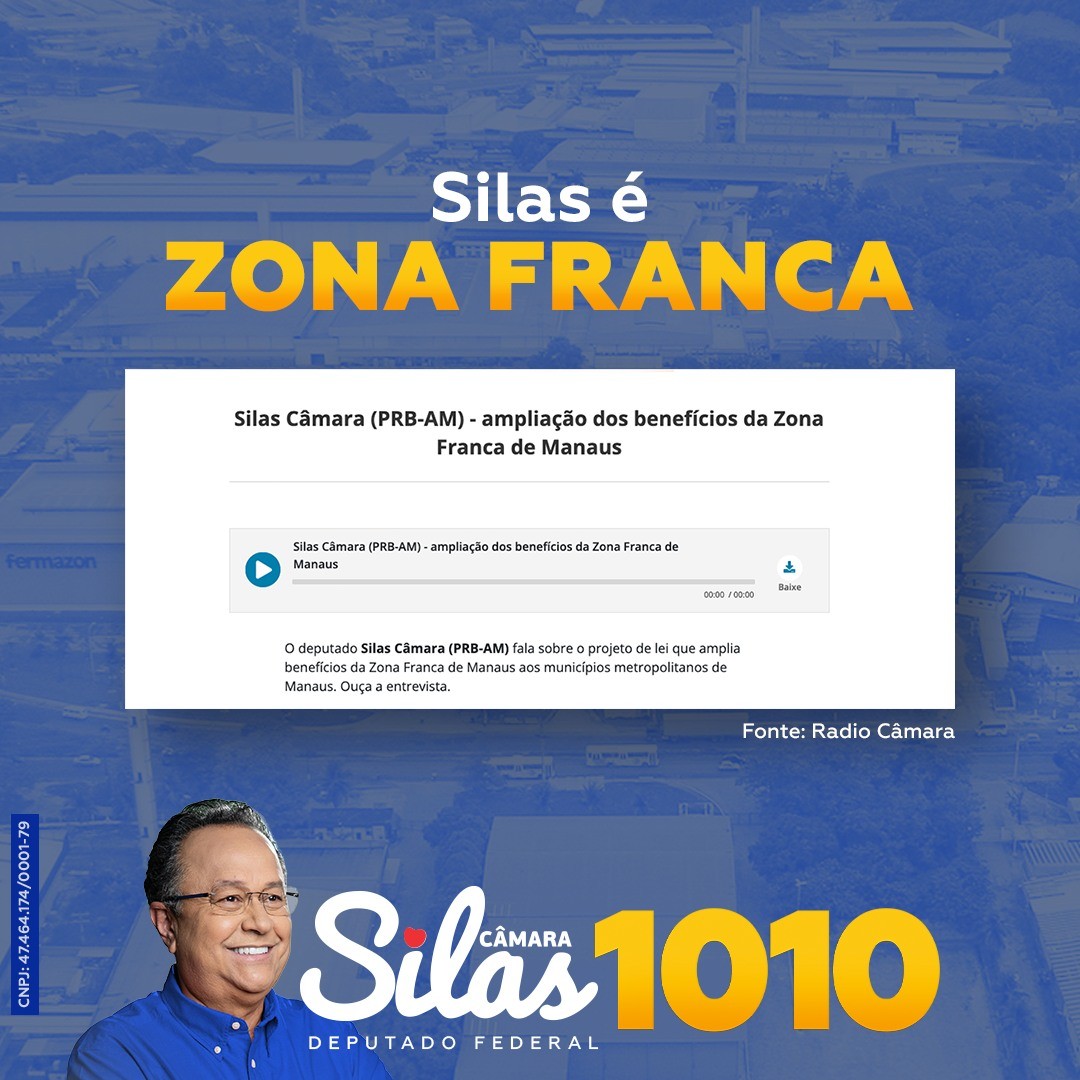 Silas é
ZONA FRANCA
Silas Câmara (PRB-AM) - ampliação dos benefícios da Zona
Franca de Manaus
Silas Câmara (PRB-AM) - ampliação dos benefícios da Zona Franca de
Manaus
00:00 / 00:00
Baixe
O deputado Silas Câmara (PRB-AM) fala sobre o projeto de lei que amplia
benefícios da Zona Franca de Manaus aos municípios metropolitanos de
Manaus. Ouça a entrevista.
Fonte: Radio Câmara
fermazon
CNPJ: 47.464.174/0001-79
Silas CÂMARA 1010
DEPUTADO FEDERAL